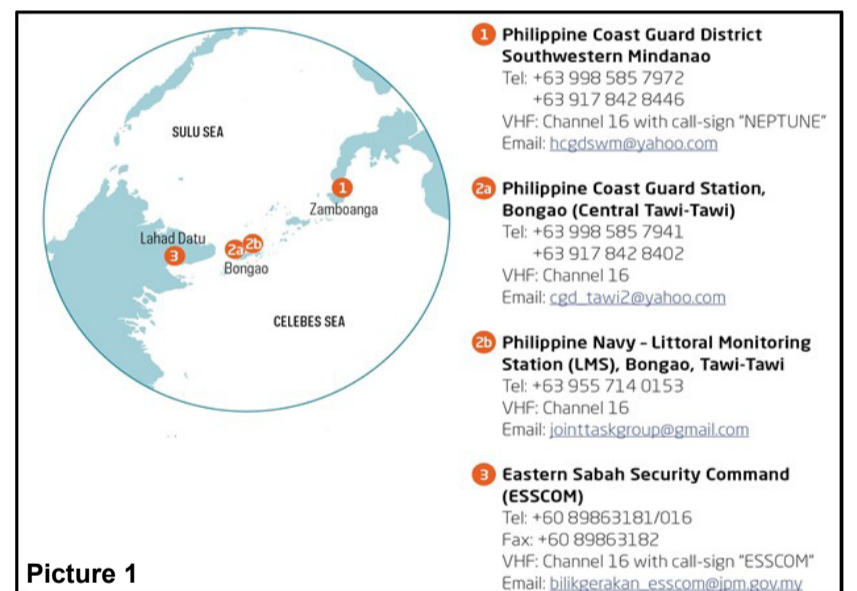 SULU SEA
1
Zamboanga
Lahad Datu
3
2a
2b
Bongao
CELEBES SEA
Picture 1
1 Philippine Coast Guard District
Southwestern Mindanao
Tel: +63 998 585 7972
+63 917 842 8446
VHF: Channel 16 with call-sign "NEPTUNE"
Email: hcgdswm@yahoo.com
2a Philippine Coast Guard Station,
Bongao (Central Tawi-Tawi)
Tel: +63 998 585 7941
+63 917 842 8402
VHF: Channel 16
Email: cgd_tawi2@yahoo.com
2b Philippine Navy – Littoral Monitoring
Station (LMS), Bongao, Tawi-Tawi
Tel: +63 955 714 0153
VHF: Channel 16
Email: jointtaskgroup@gmail.com
3 Eastern Sabah Security Command
(ESSCOM)
Tel: +60 89863181/016
Fax: +60 89863182
VHF: Channel 16 with call-sign "ESSCOM"
Email: bilikgerakan_esscom@jpm.gov.my